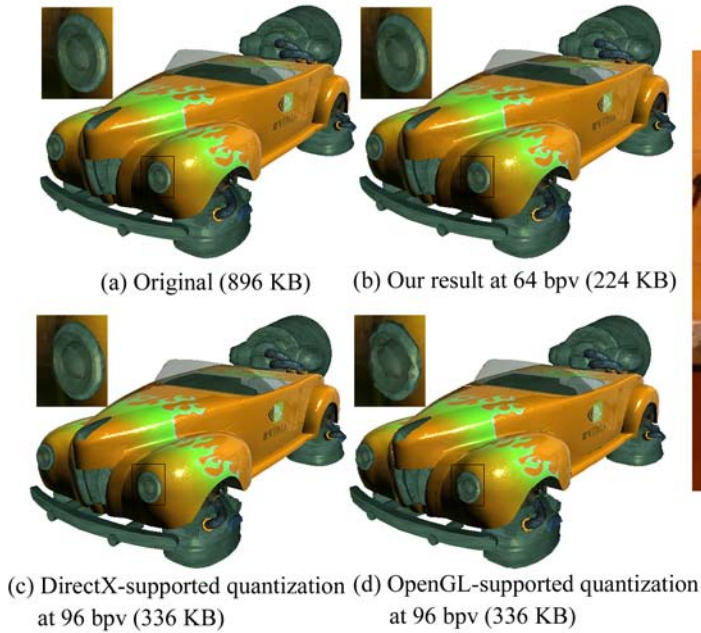 (a) Original (896 KB)
(b) Our result at 64 bpv (224 KB)
(c) DirectX-supported quantization
at 96 bpv (336 KB)
(d) OpenGL-supported quantization
at 96 bpv (336 KB)